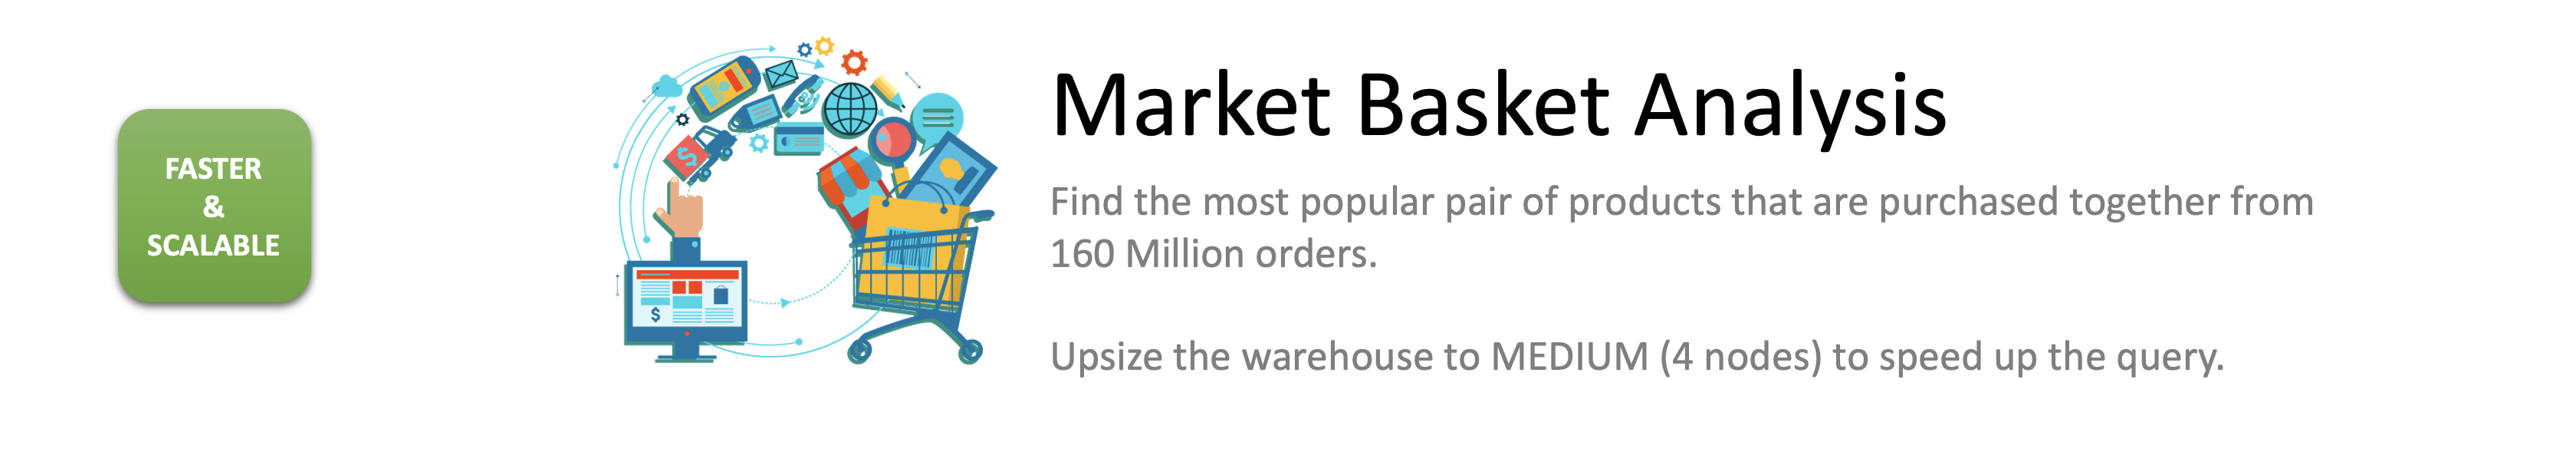 FASTER
&
SCALABLE
Market Basket Analysis
Find the most popular pair of products that are purchased together from
160 Million orders.
Upsize the warehouse to MEDIUM (4 nodes) to speed up the query.
$
$